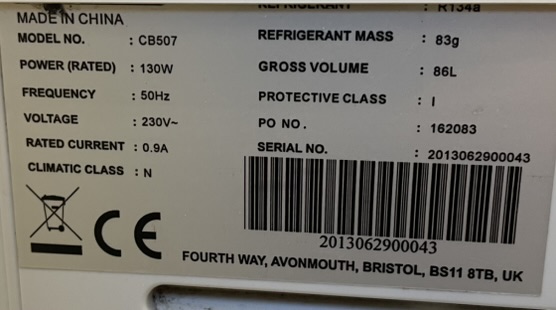 MADE IN CHINA
MODEL NO. : CB507
POWER (RATED) : 130W
FREQUENCY : 50Hz
VOLTAGE : 230V~
RATED CURRENT : 0.9A
CLIMATIC CLASS : N
REFRIGERANT : R134a
REFRIGERANT MASS : 83g
GROSS VOLUME : 86L
PROTECTIVE CLASS : I
PO NO. : 162083
SERIAL NO. : 2013062900043
2013062900043
CE
FOURTH WAY, AVONMOUTH, BRISTOL, BS11 8TB, UK